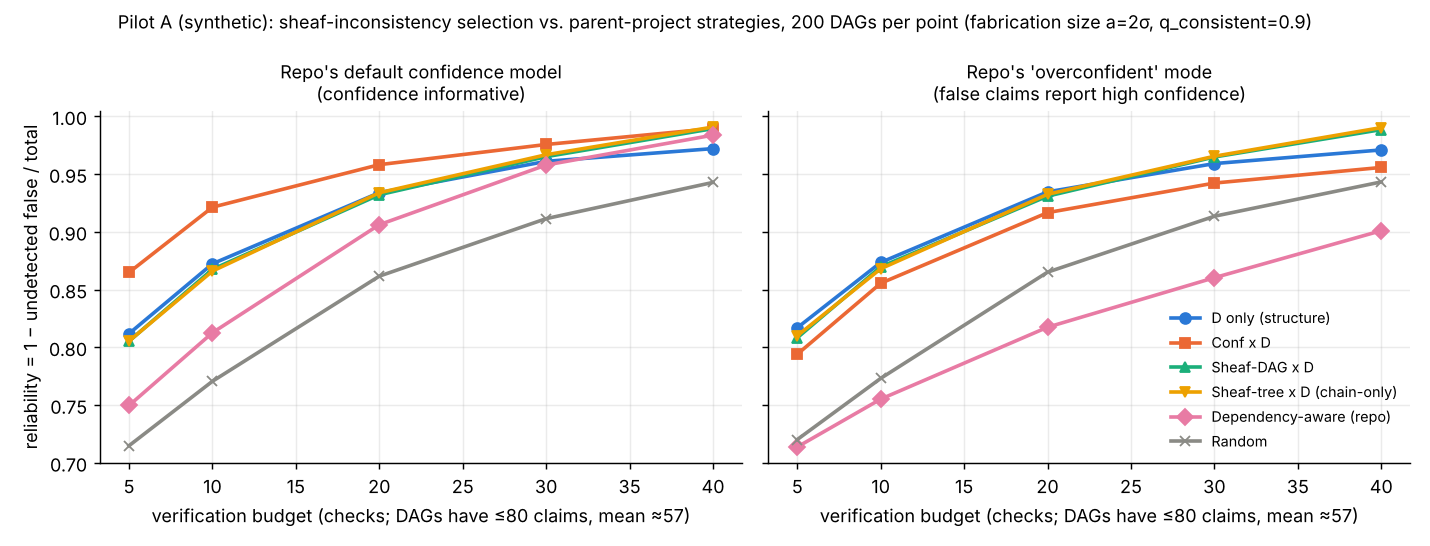 Pilot A (synthetic): sheaf-inconsistency selection vs. parent-project strategies, 200 DAGs per point (fabrication size a=2σ, q_consistent=0.9)
Repo's default confidence model
(confidence informative)
reliability = 1 − undetected false / total
1.00
0.95
0.90
0.85
0.80
0.75
0.70
5
10
20
30
40
verification budget (checks; DAGs have ≤80 claims, mean ≈57)
Repo's 'overconfident' mode
(false claims report high confidence)
D only (structure)
Conf x D
Sheaf-DAG x D
Sheaf-tree x D (chain-only)
Dependency-aware (repo)
Random
5
10
15
20
25
30
35
40
verification budget (checks; DAGs have ≤80 claims, mean ≈57)